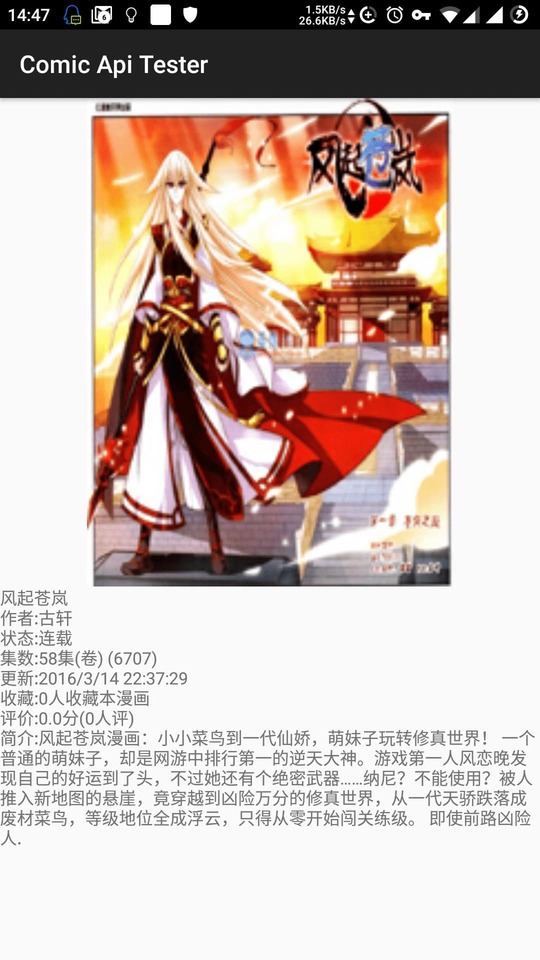 14:47
1.5KB/s
26.6KB/s
Comic Api Tester
风起苍岚
风起苍岚
作者:古轩
状态:连载
集数:58集(卷) (6707)
更新:2016/3/14 22:37:29
收藏:0人收藏本漫画
评价:0.0分(0人评)
简介:风起苍岚漫画：小小菜鸟到一代仙娇，萌妹子玩转修真世界！ 一个
普通的萌妹子，却是网游中排行第一的逆天大神。游戏第一人风恋晚发
现自己的好运到了头，不过她还有个绝密武器……纳尼？不能使用？被人
推入新地图的悬崖，竟穿越到凶险万分的修真世界，从一代天骄跌落成
废材菜鸟，等级地位全成浮云，只得从零开始闯关练级。 即使前路凶险
人.